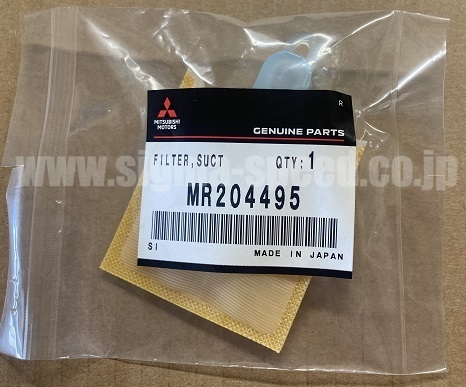 R
MITSUBISHI
MOTORS
GENUINE PARTS
FILTER,SUCT QTY:1
www.sigma-speed.co.jp
MR204495
SI
MADE IN JAPAN